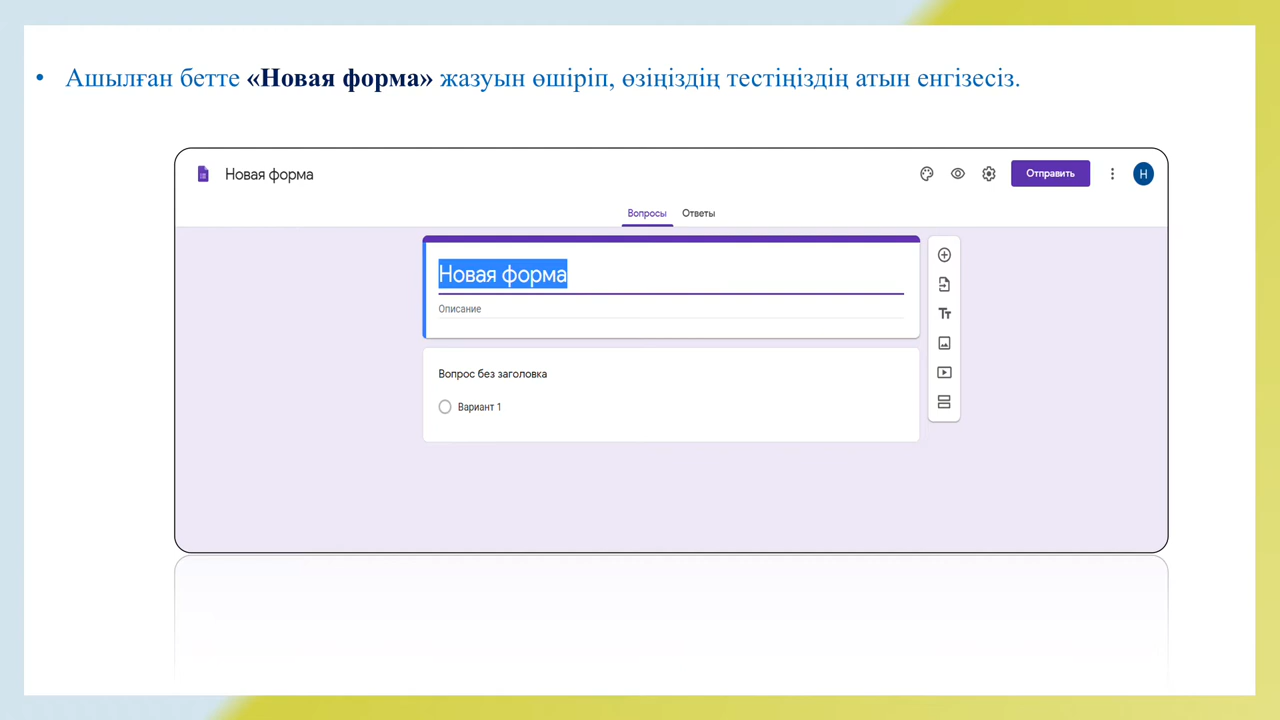 • Ашылған бетте «Новая форма» жазуын өшіріп, өзіңіздің тестіңіздің атын енгізесіз.
Новая форма
Отправить
Н
Вопросы Ответы
Новая форма
Описание
Вопрос без заголовка
Вариант 1
Тт